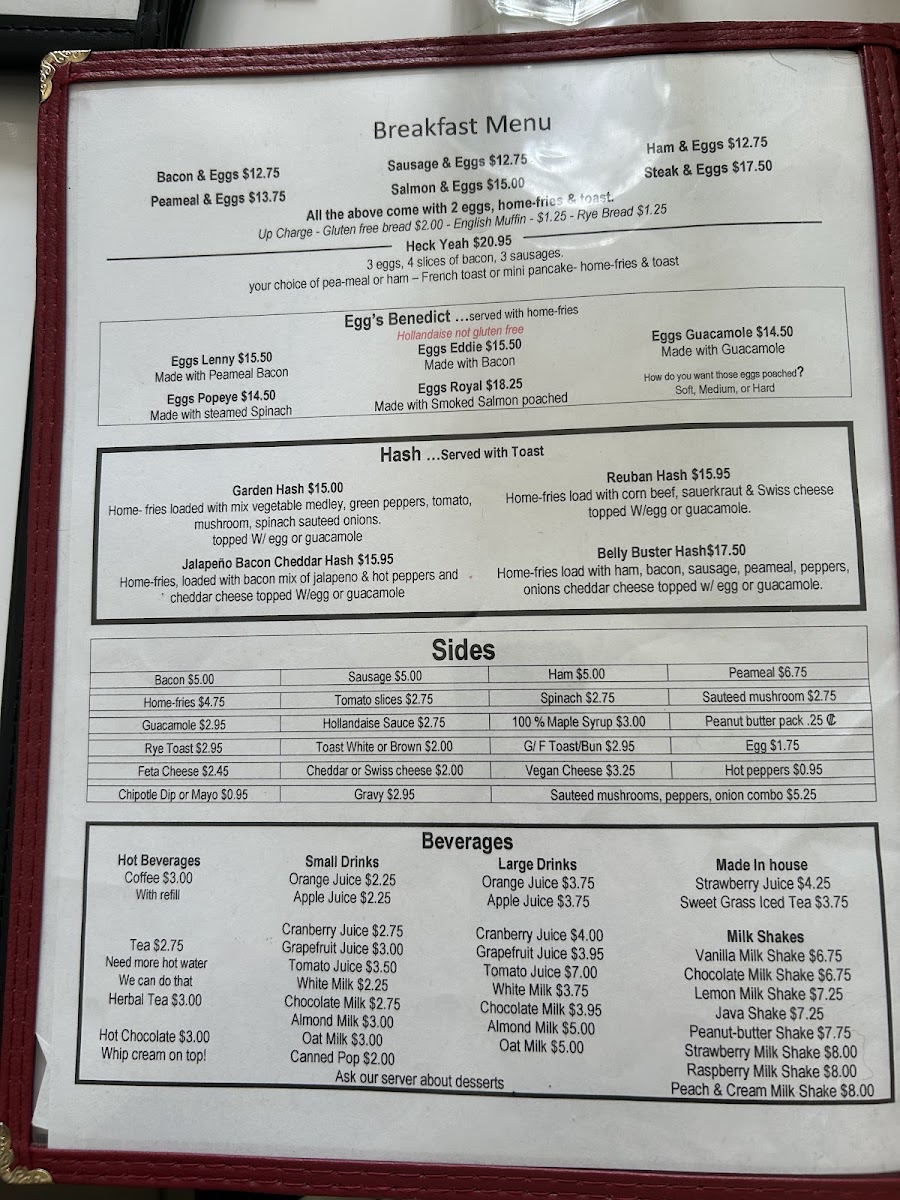 Breakfast Menu
Bacon & Eggs $12.75
Sausage & Eggs $12.75
Ham & Eggs $12.75
Peameal & Eggs $13.75
Salmon & Eggs $15.00
Steak & Eggs $17.50
All the above come with 2 eggs, home-fries & toast.
Up Charge - Gluten free bread $2.00 - English Muffin - $1.25 - Rye Bread $1.25
Heck Yeah $20.95
3 eggs, 4 slices of bacon, 3 sausages.
your choice of pea-meal or ham – French toast or mini pancake- home-fries & toast
Egg's Benedict ...served with home-fries
Hollandaise not gluten free
Eggs Lenny $15.50
Made with Peameal Bacon
Eggs Eddie $15.50
Made with Bacon
Eggs Guacamole $14.50
Made with Guacamole
Eggs Popeye $14.50
Made with steamed Spinach
Eggs Royal $18.25
Made with Smoked Salmon poached
How do you want those eggs poached?
Soft, Medium, or Hard
Hash ...Served with Toast
Garden Hash $15.00
Home- fries loaded with mix vegetable medley, green peppers, tomato,
mushroom, spinach sauteed onions.
topped W/ egg or guacamole
Reuban Hash $15.95
Home-fries load with corn beef, sauerkraut & Swiss cheese
topped W/egg or guacamole.
Jalapeño Bacon Cheddar Hash $15.95
Home-fries, loaded with bacon mix of jalapeno & hot peppers and
cheddar cheese topped W/egg or guacamole
Belly Buster Hash$17.50
Home-fries load with ham, bacon, sausage, peameal, peppers,
onions cheddar cheese topped w/ egg or guacamole.
Sides
Bacon $5.00
Sausage $5.00
Ham $5.00
Peameal $6.75
Home-fries $4.75
Tomato slices $2.75
Spinach $2.75
Sauteed mushroom $2.75
Guacamole $2.95
Hollandaise Sauce $2.75
100 % Maple Syrup $3.00
Peanut butter pack .25 ₵
Rye Toast $2.95
Toast White or Brown $2.00
G/ F Toast/Bun $2.95
Egg $1.75
Feta Cheese $2.45
Cheddar or Swiss cheese $2.00
Vegan Cheese $3.25
Hot peppers $0.95
Chipotle Dip or Mayo $0.95
Gravy $2.95
Sauteed mushrooms, peppers, onion combo $5.25
Beverages
Hot Beverages
Coffee $3.00
With refill
Tea $2.75
Need more hot water
We can do that
Herbal Tea $3.00
Hot Chocolate $3.00
Whip cream on top!
Small Drinks
Orange Juice $2.25
Apple Juice $2.25
Cranberry Juice $2.75
Grapefruit Juice $3.00
Tomato Juice $3.50
White Milk $2.25
Chocolate Milk $2.75
Almond Milk $3.00
Oat Milk $3.00
Canned Pop $2.00
Large Drinks
Orange Juice $3.75
Apple Juice $3.75
Cranberry Juice $4.00
Grapefruit Juice $3.95
Tomato Juice $7.00
White Milk $3.75
Chocolate Milk $3.95
Almond Milk $5.00
Oat Milk $5.00
Made In house
Strawberry Juice $4.25
Sweet Grass Iced Tea $3.75
Milk Shakes
Vanilla Milk Shake $6.75
Chocolate Milk Shake $6.75
Lemon Milk Shake $7.25
Java Shake $7.25
Peanut-butter Shake $7.75
Strawberry Milk Shake $8.00
Raspberry Milk Shake $8.00
Peach & Cream Milk Shake $8.00
Ask our server about desserts